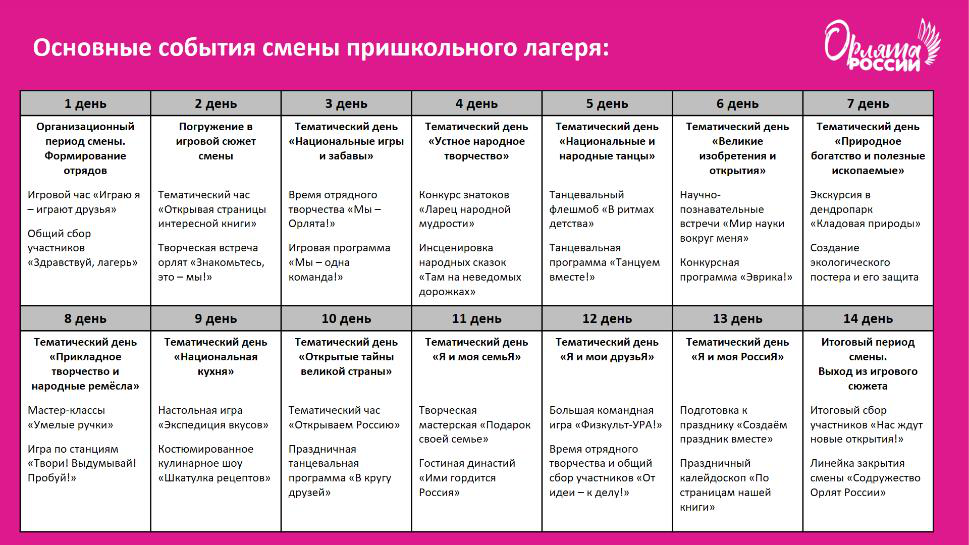 Основные события смены пришкольного лагеря:
Орлята
РОССИИ
1 день
2 день
3 день
4 день
5 день
6 день
7 день
Организационный
период смены.
Формирование
отрядов
Игровой час «Играю я
– играют друзья»
Общий сбор
участников
«Здравствуй, лагерь»
Погружение в
игровой сюжет
смены
Тематический час
«Открывая страницы
интересной книги»
Творческая встреча
орлят «Знакомьтесь,
это – мы!»
Тематический день
«Национальные игры
и забавы»
Время отрядного
творчества «Мы –
Орлята!»
Игровая программа
«Мы – одна
команда!»
Тематический день
«Устное народное
творчество»
Конкурс знатоков
«Ларец народной
мудрости»
Инсценировка
народных сказок
«Там на неведомых
дорожках»
Тематический день
«Национальные и
народные танцы»
Танцевальный
флешмоб «В ритмах
детства»
Танцевальная
программа «Танцуем
вместе!»
Тематический день
«Великие
изобретения и
открытия»
Научно-
познавательные
встречи «Мир науки
вокруг меня»
Конкурсная
программа «Эврика!»
Тематический день
«Природное
богатство и полезные
ископаемые»
Экскурсия в
дендропарк
«Кладовая природы»
Создание
экологического
постера и его защита
8 день
9 день
10 день
11 день
12 день
13 день
14 день
Тематический день
«Прикладное
творчество и
народные ремёсла»
Мастер-классы
«Умелые ручки»
Игра по станциям
«Твори! Выдумывай!
Пробуй!»
Тематический день
«Национальная
кухня»
Настольная игра
«Экспедиция вкусов»
Костюмированное
кулинарное шоу
«Шкатулка рецептов»
Тематический день
«Открытые тайны
великой страны»
Тематический час
«Открываем Россию»
Праздничная
танцевальная
программа «В кругу
друзей»
Тематический день
«Я и моя семьЯ»
Творческая
мастерская «Подарок
своей семье»
Гостиная династий
«Ими гордится
Россия»
Тематический день
«Я и мои друзьЯ»
Большая командная
игра «Физкульт-УРА!»
Время отрядного
творчества и общий
сбор участников «От
идеи – к делу!»
Тематический день
«Я и моя РоссиЯ»
Подготовка к
празднику «Создаём
праздник вместе»
Праздничный
калейдоскоп «По
страницам нашей
книги»
Итоговый период
смены.
Выход из игрового
сюжета
Итоговый сбор
участников «Нас ждут
новые открытия!»
Линейка закрытия
смены «Содружество
Орлят России»